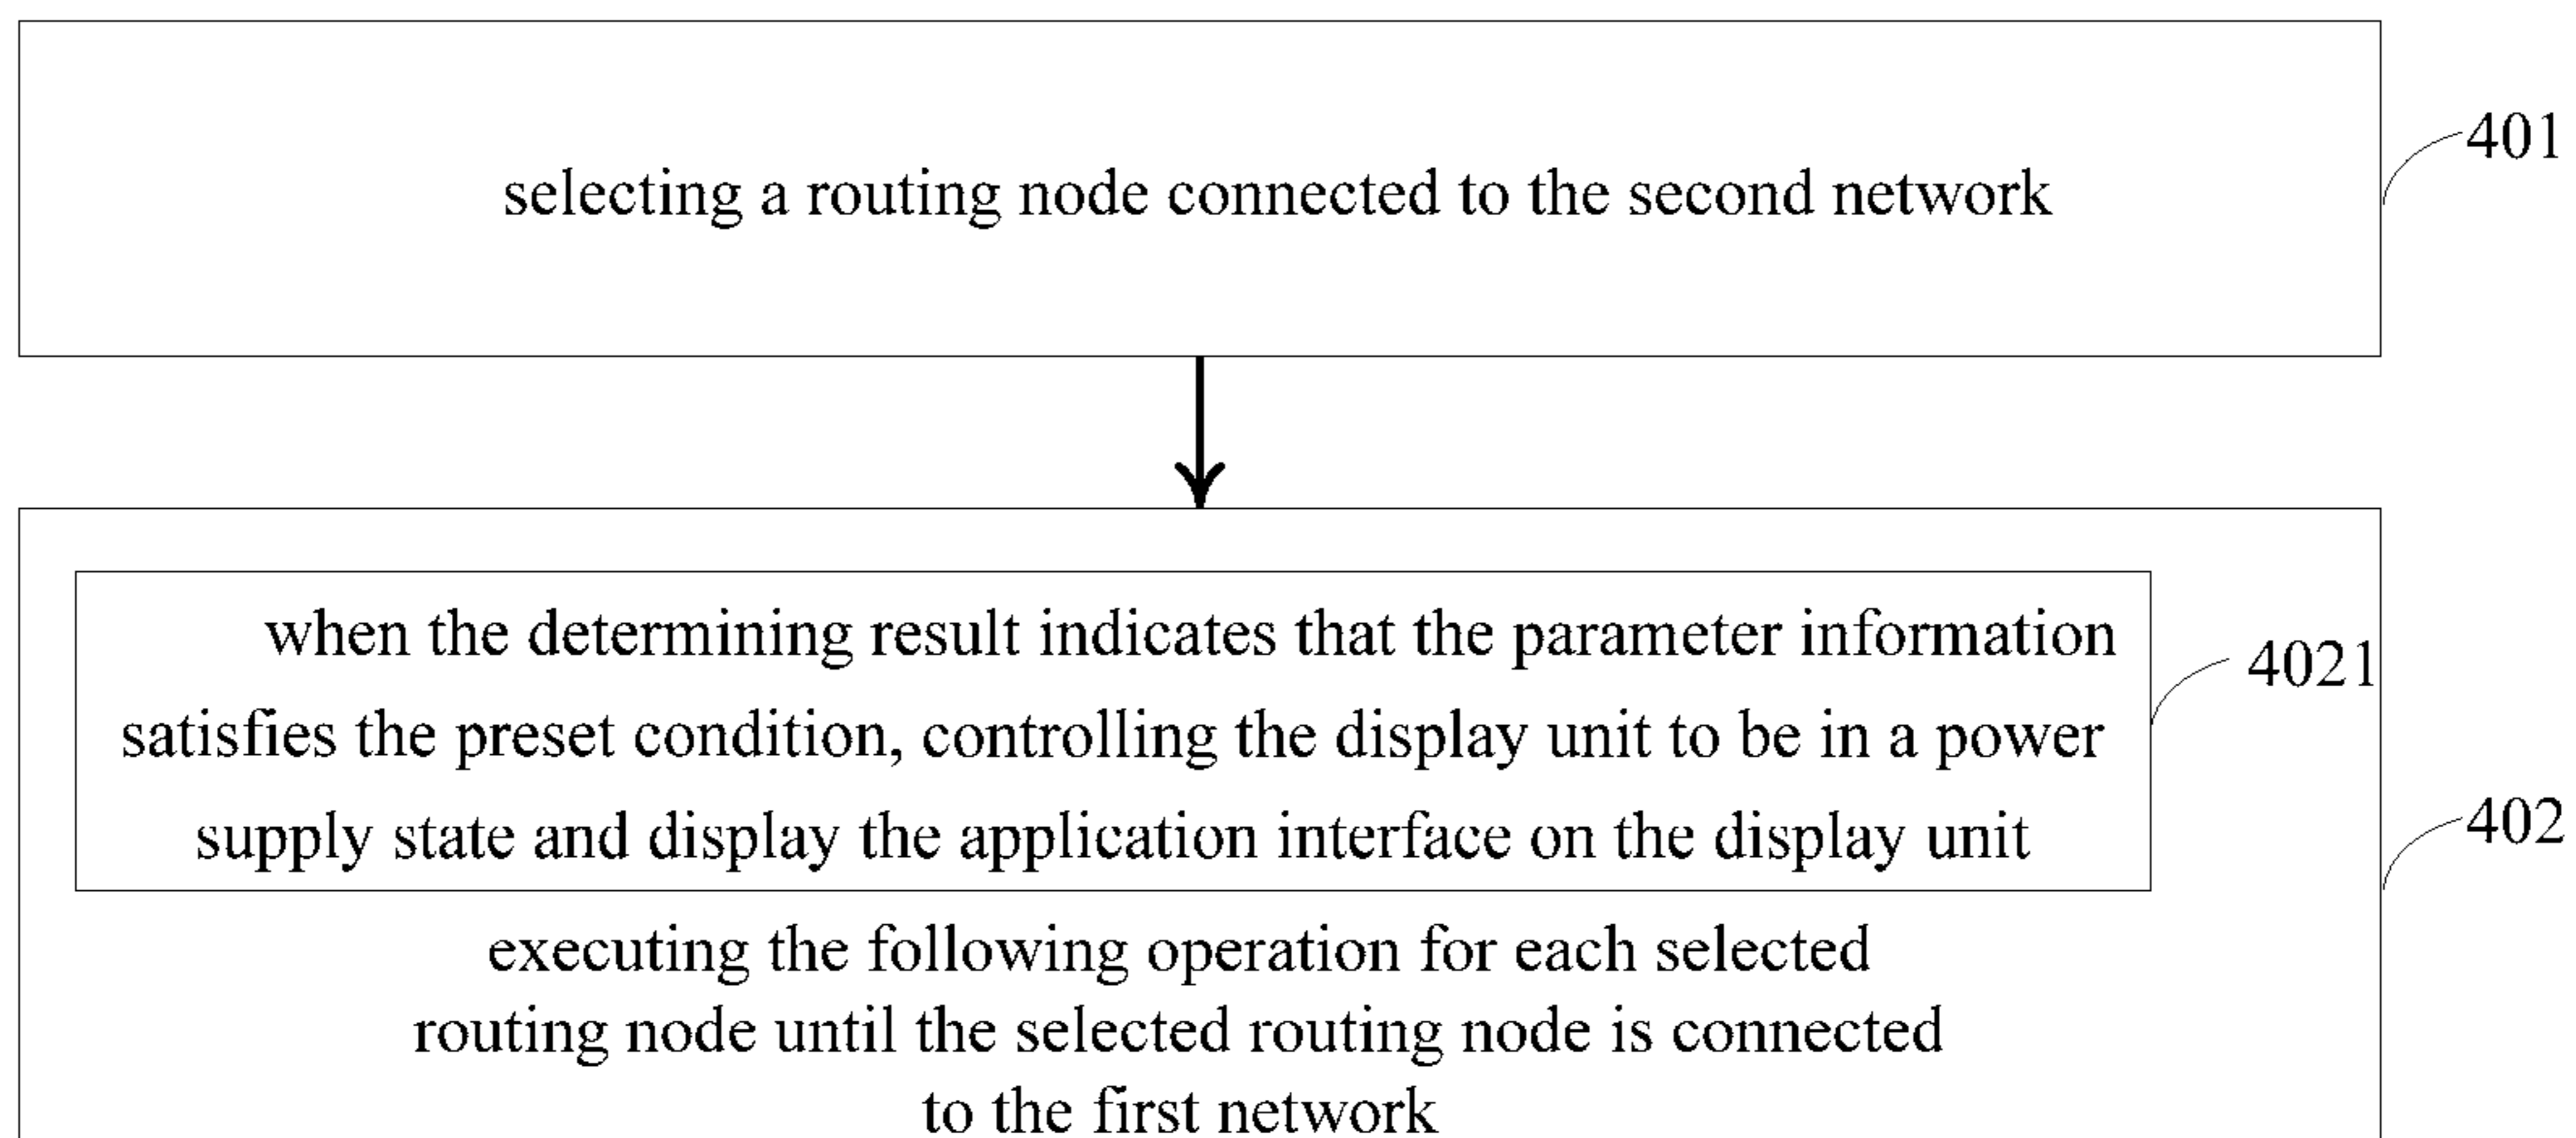 selecting a routing node connected to the second network
401
when the determining result indicates that the parameter information
satisfies the preset condition, controlling the display unit to be in a power
supply state and display the application interface on the display unit
4021
402
executing the following operation for each selected
routing node until the selected routing node is connected
to the first network